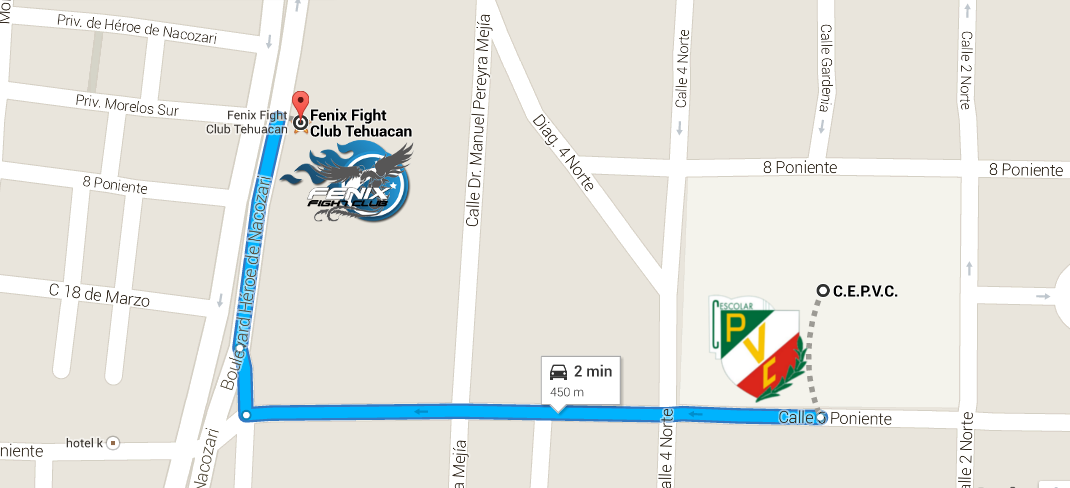 Priv. de Héroe de Nacozari
Priv. Morelos Sur
Fenix Fight
Club Tehuacan
Fenix Fight
Club Tehuacan
FENIX
FIGHT CLUB
8 Poniente
C 18 de Marzo
Boulevard Héroe de Nacozari
Nacozari
hotel k
niente
Calle Dr. Manuel Pereyra Mejía
a Mejía
Diag. 4 Norte
Calle 4 Norte
Calle Gardenia
Calle 2 Norte
8 Poniente
8 Poniente
C.E.P.V.C.
ESCOLAR
C
P
V
C
2 min
450 m
Calle
Poniente
Calle 4 Norte
alle 2 Norte